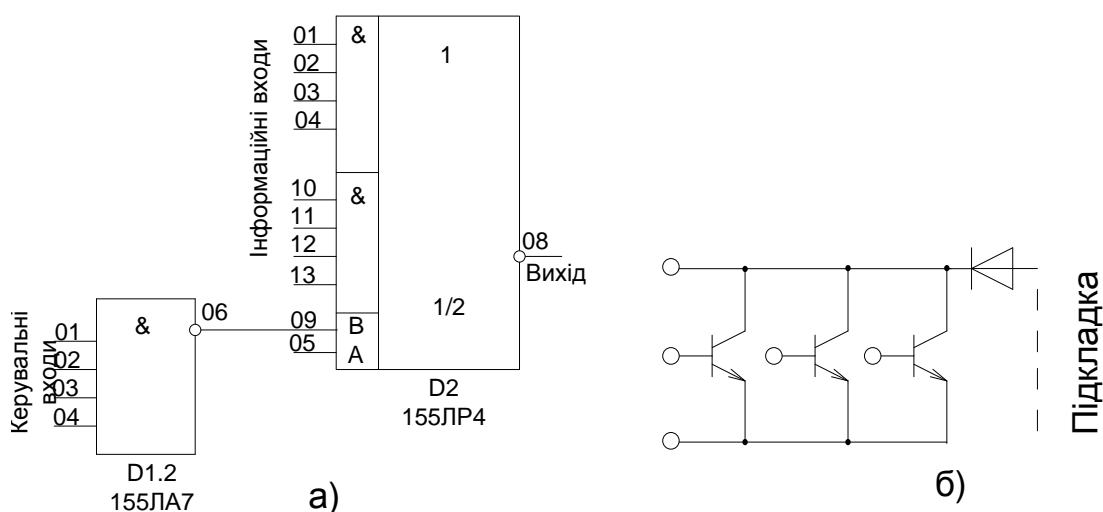 Інформаційні входи
01
02
03
04
&
1
10
11
12
13
&
1/2
09
05
B
A
08
Вихід
D2
155ЛР4
Керувальні
входи
01
02
03
04
&
06
D1.2
155ЛА7
а)
Підкладка
б)